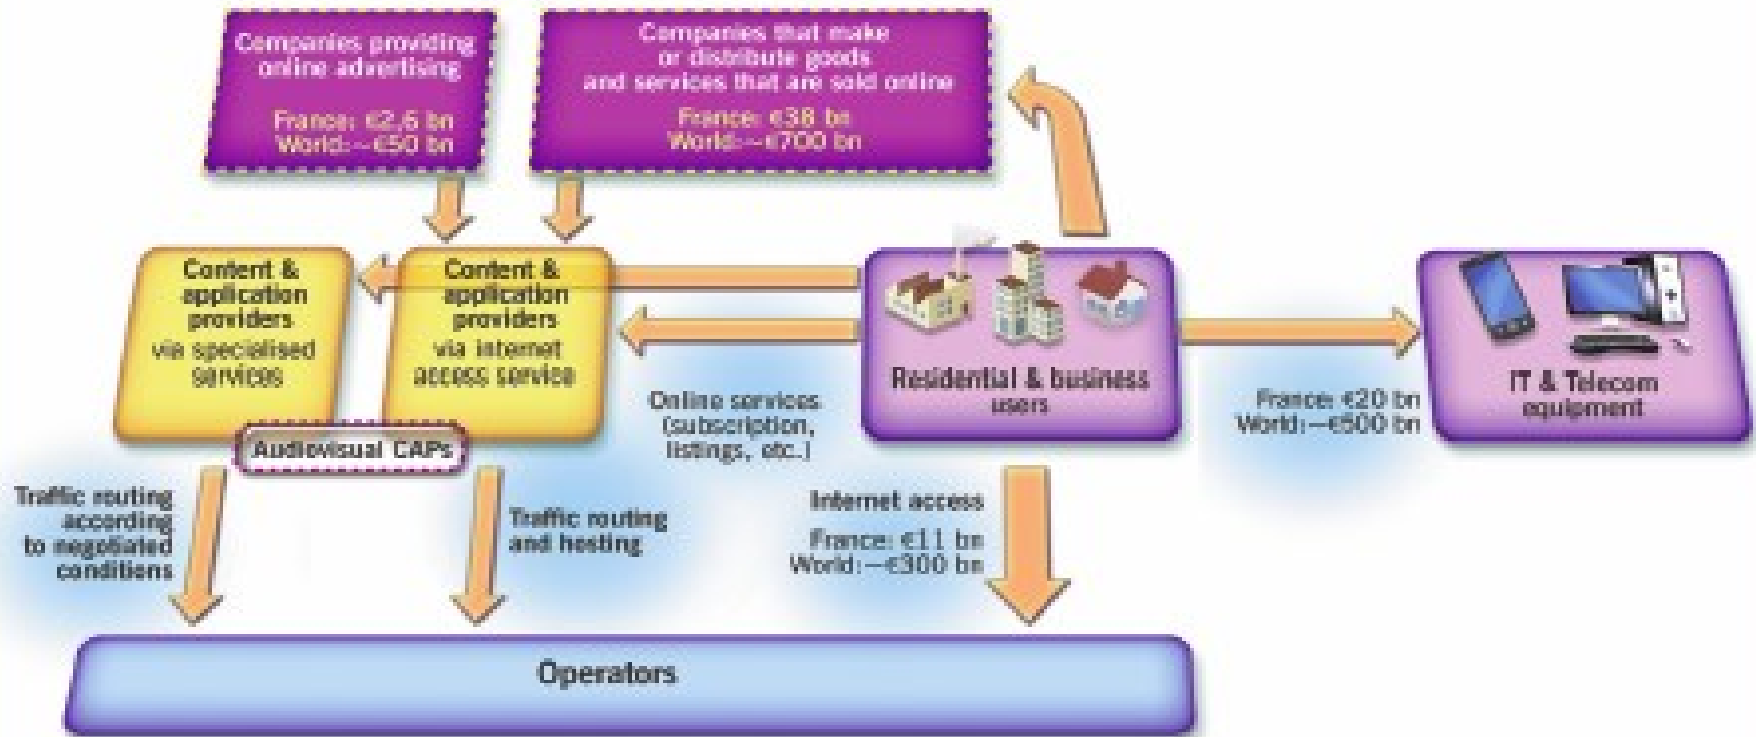 Companies providing
online advertising
France: €2,6 bn
World:~€50 bn
Companies that make
or distribute goods
and services that are sold online
France: €38 bn
World:~€700 bn
Content &
application
providers
via specialised
services
Content &
application
providers
via internet
access service
Audiovisual CAPs
Residential & business
users
IT & Telecom
equipment
Online services
(subscription,
listings, etc.)
France: €20 bn
World:~€500 bn
Traffic routing
according
to negotiated
conditions
Traffic routing
and hosting
Internet access
France: €11 bn
World:~€300 bn
Operators